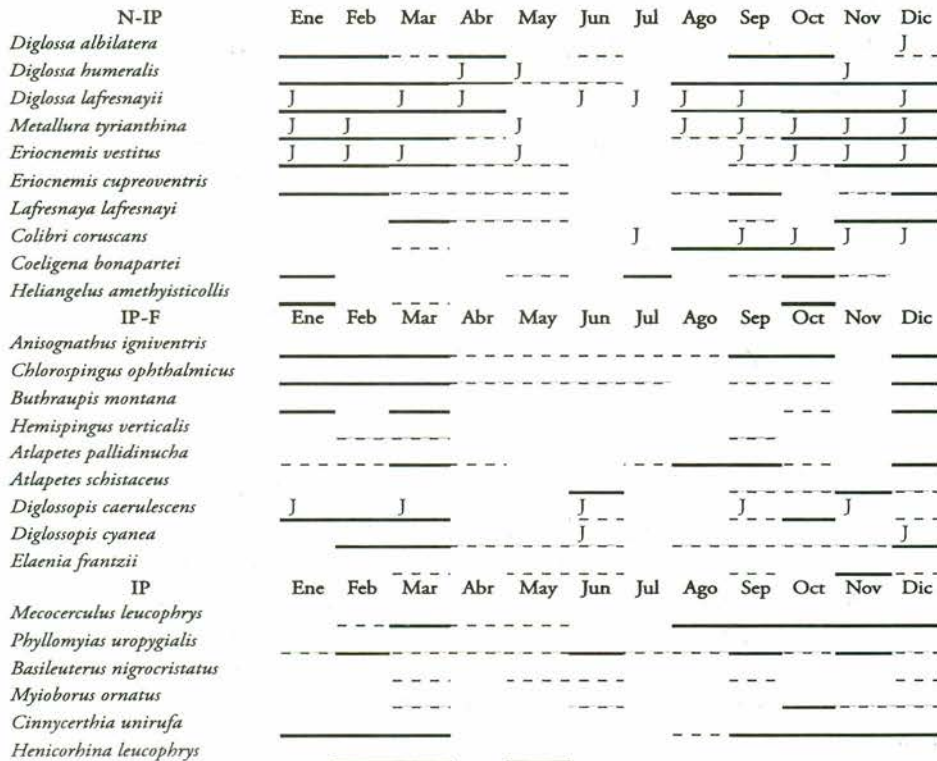 N-IP Ene Feb Mar Abr May Jun Jul Ago Sep Oct Nov Dic
Diglossa albilatera J
Diglossa humeralis J J J
Diglossa lafresnayii J J J J J J J J
Metallura tyrianthina J J J J J J J J
Eriocnemis vestitus J J J J J J J J
Eriocnemis cupreoventris
Lafresnaya lafresnayi
Colibri coruscans J J J J J
Coeligena bonapartei
Heliangelus amethyisticollis
IP-F Ene Feb Mar Abr May Jun Jul Ago Sep Oct Nov Dic
Anisognathus igniventris
Chlorospingus ophthalmicus
Buthraupis montana
Hemispingus verticalis
Atlapetes pallidinucha
Atlapetes schistaceus
Diglossopis caerulescens J J J J J
Diglossopis cyanea J J
Elaenia frantzii
IP Ene Feb Mar Abr May Jun Jul Ago Sep Oct Nov Dic
Mecocerculus leucophrys
Phyllomyias uropygialis
Basileuterus nigrocristatus
Myioborus ornatus
Cinnycerthia unirufa
Henicorhina leucophrys